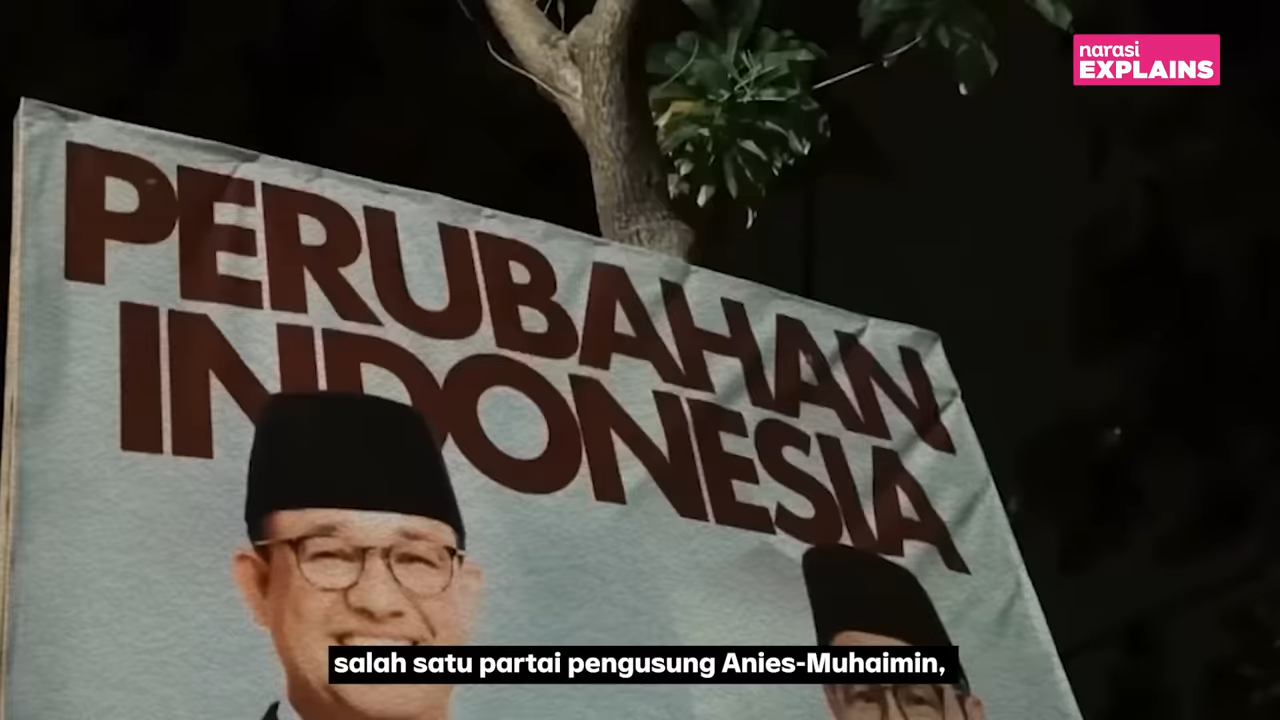 narasi
EXPLAINS
PERUBAHAN
INDONESIA
salah satu partai pengusung Anies-Muhaimin,